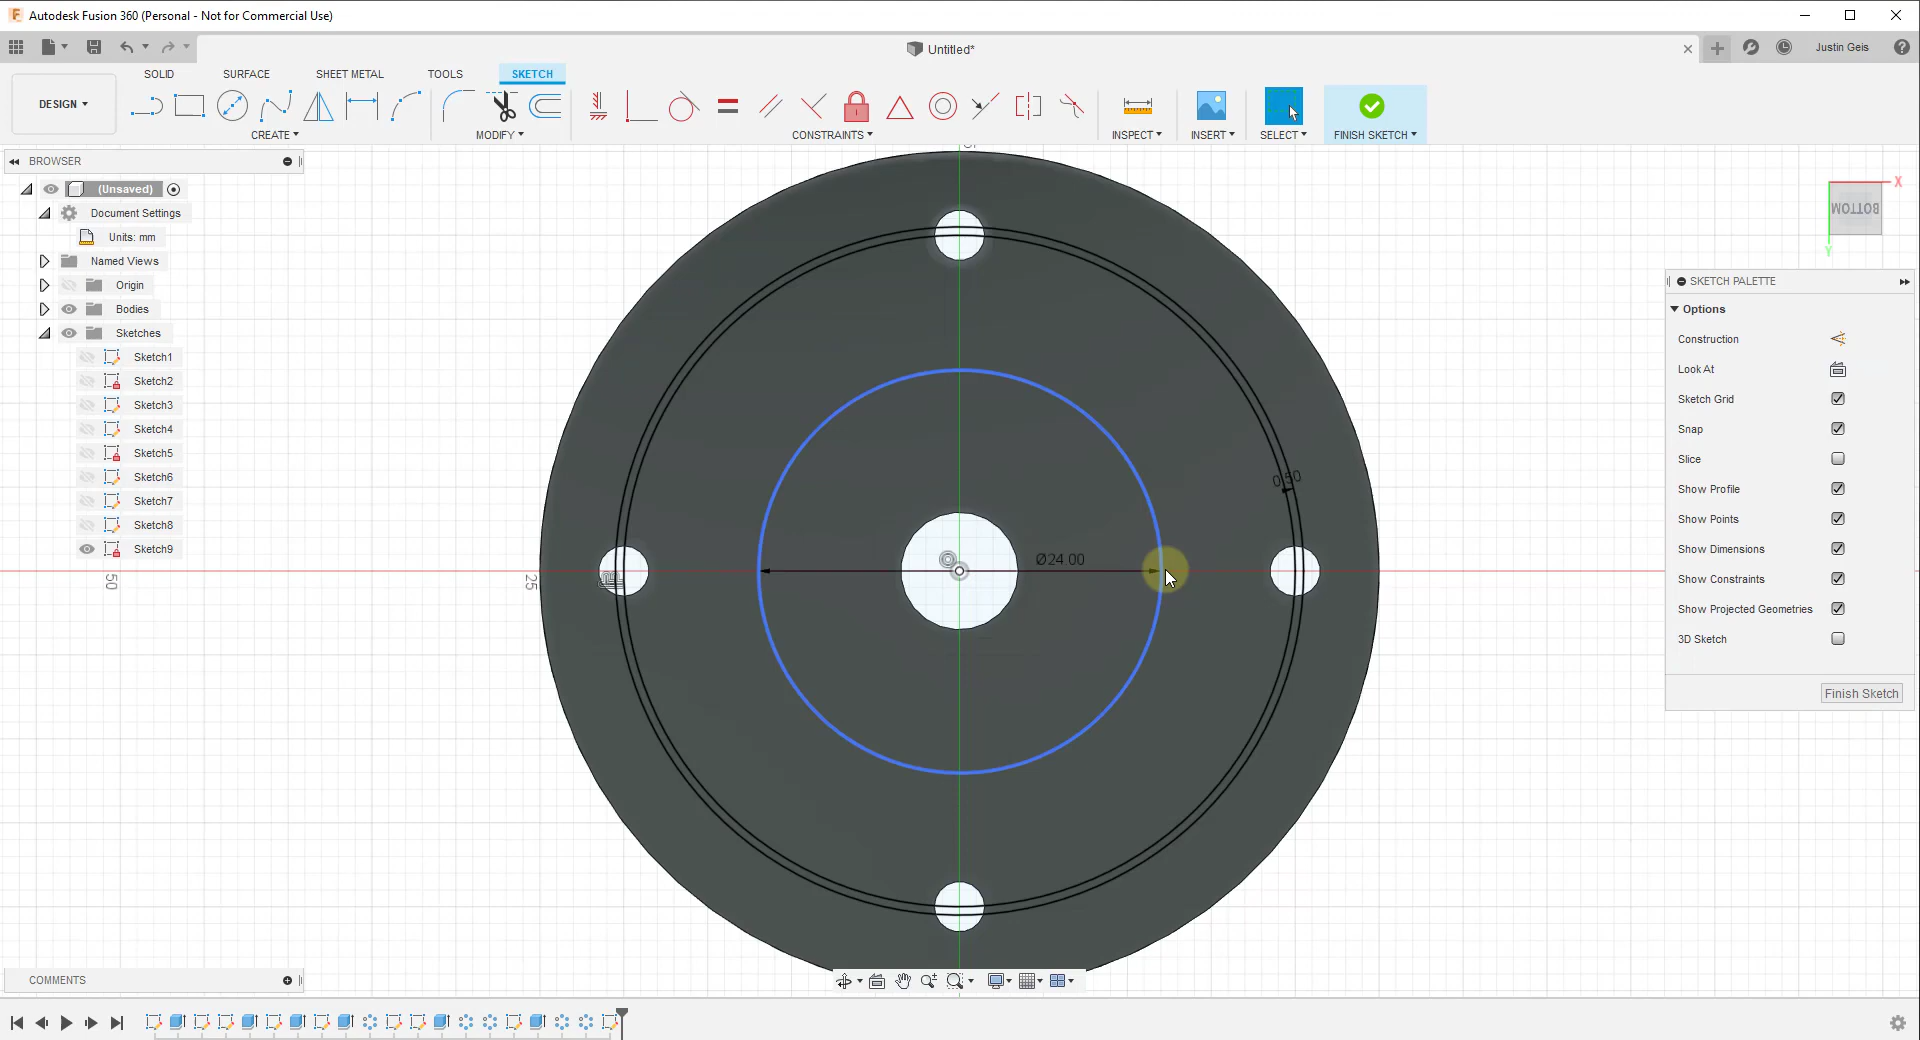 Autodesk Fusion 360 (Personal - Not for Commercial Use)
Untitled*
Justin Geis
SOLID SURFACE SHEET METAL TOOLS SKETCH
DESIGN
CREATE MODIFY CONSTRAINTS INSPECT INSERT SELECT FINISH SKETCH
BROWSER
(Unsaved)
Document Settings
Units: mm
Named Views
Origin
Bodies
Sketches
Sketch1
Sketch2
Sketch3
Sketch4
Sketch5
Sketch6
Sketch7
Sketch8
Sketch9
50
25
0.50
Ø24.00
X
BOTTOM
Y
SKETCH PALETTE
Options
Construction
Look At
Sketch Grid
Snap
Slice
Show Profile
Show Points
Show Dimensions
Show Constraints
Show Projected Geometries
3D Sketch
Finish Sketch
COMMENTS